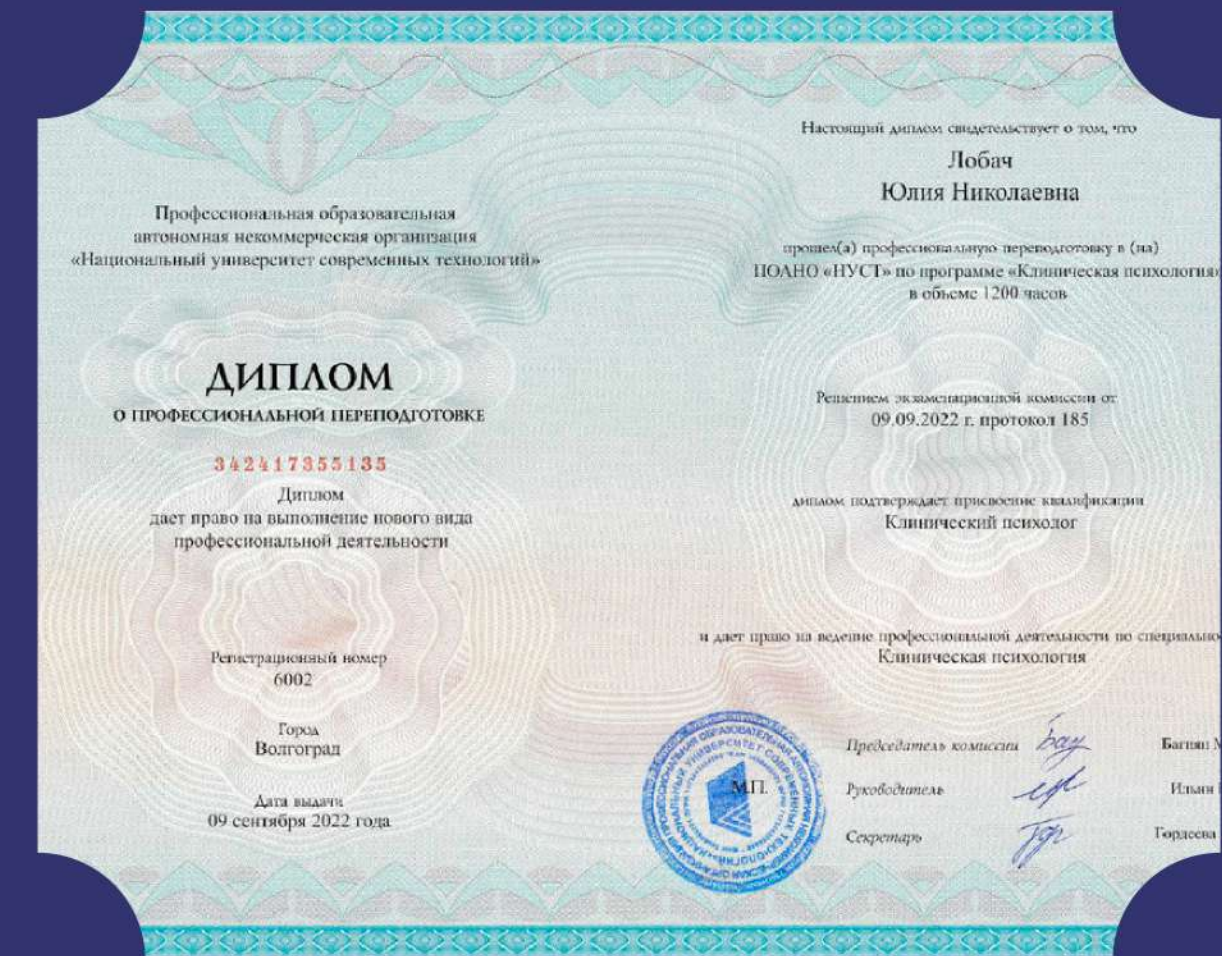 Профессиональная образовательная
автономная некоммерческая организация
«Национальный университет современных технологий»
ДИПЛОМ
О ПРОФЕССИОНАЛЬНОЙ ПЕРЕПОДГОТОВКЕ
342417355135
Диплом
дает право на выполнение нового вида
профессиональной деятельности
Регистрационный номер
6002
Город
Волгоград
Дата выдачи
09 сентября 2022 года
Настоящий диплом свидетельствует о том, что
Лобач
Юлия Николаевна
прошел(а) профессиональную переподготовку в (на)
ПОАНО «НУСТ» по программе «Клиническая психология»
в объеме 1200 часов
Решением экзаменационной комиссии от
09.09.2022 г. протокол 185
диплом подтверждает присвоение квалификации
Клинический психолог
и дает право на ведение профессиональной деятельности по специально
Клиническая психология
Председатель комиссии Багиян
М.П. Руководитель Ильин
Секретарь Гордеева